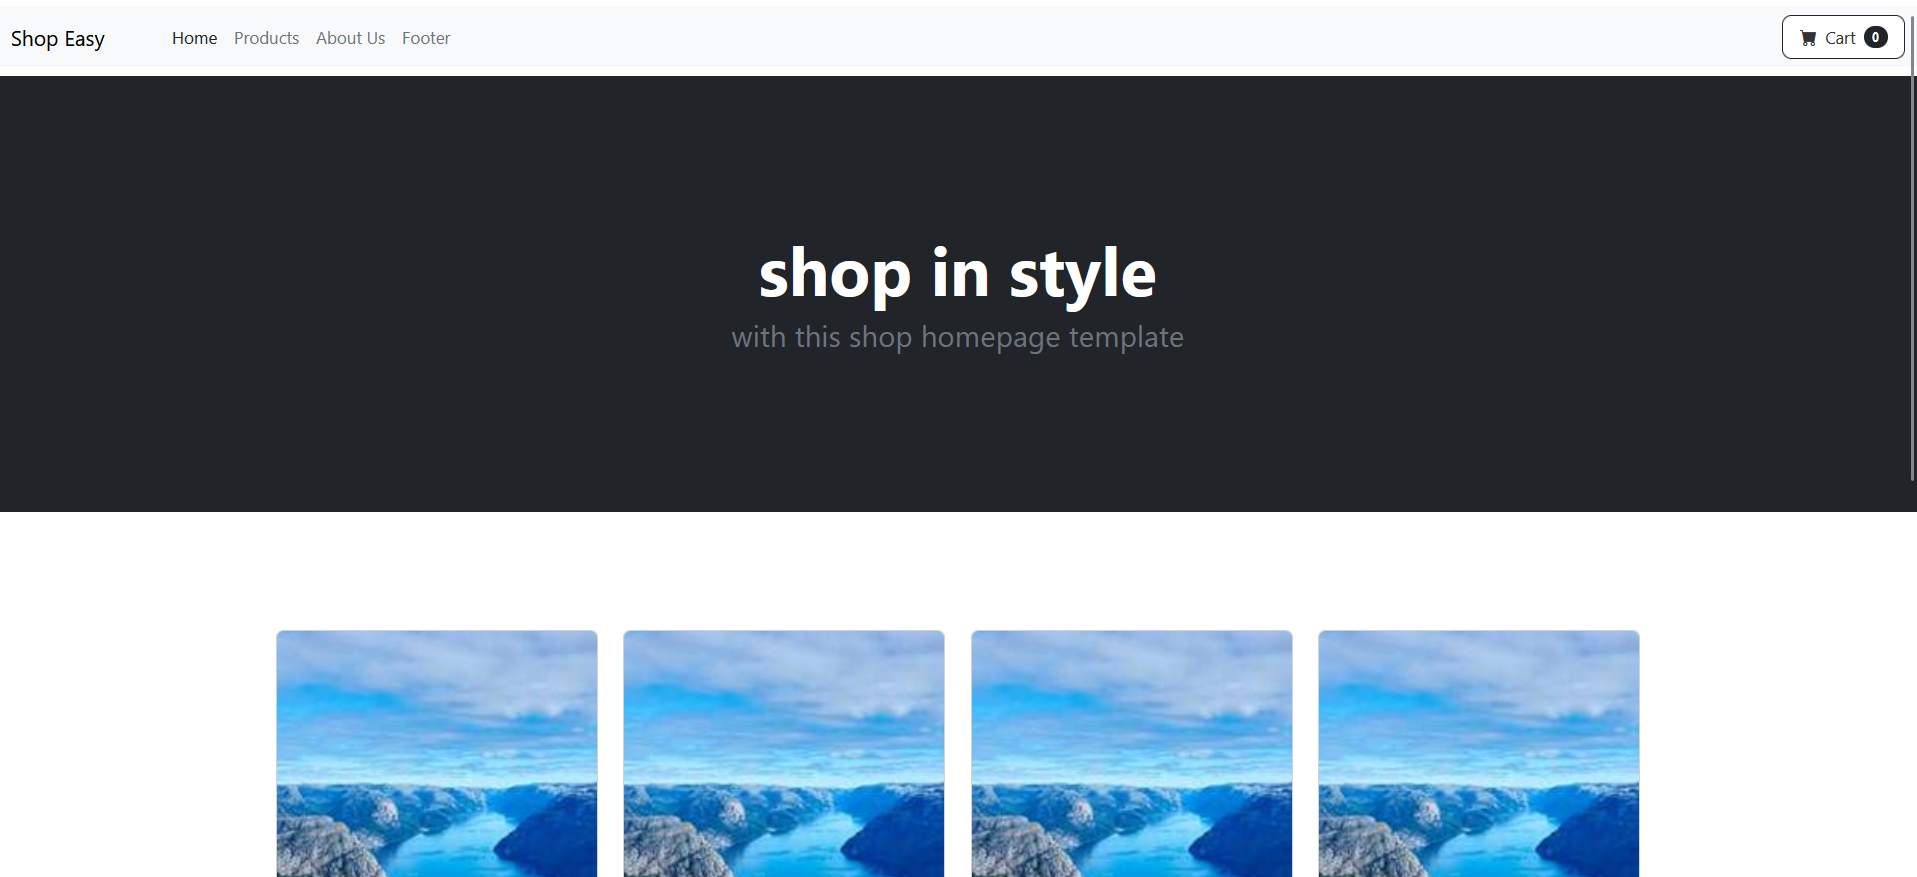 Shop Easy Home Products About Us Footer Cart 0
shop in style
with this shop homepage template